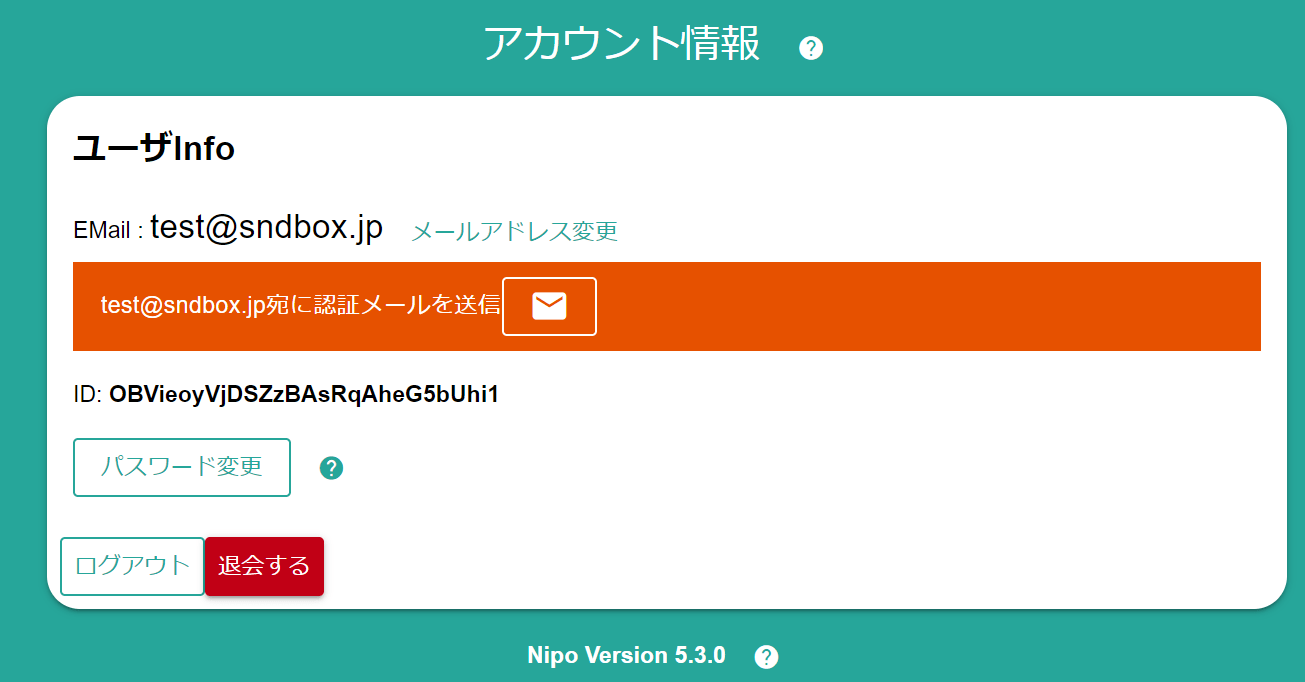 アカウント情報 ?
ユーザInfo
EMail : test@sndbox.jp メールアドレス変更
test@sndbox.jp宛に認証メールを送信
ID: OBVieoyVjDSZzBAsRqAheG5bUhi1
パスワード変更 ?
ログアウト 退会する
Nipo Version 5.3.0 ?